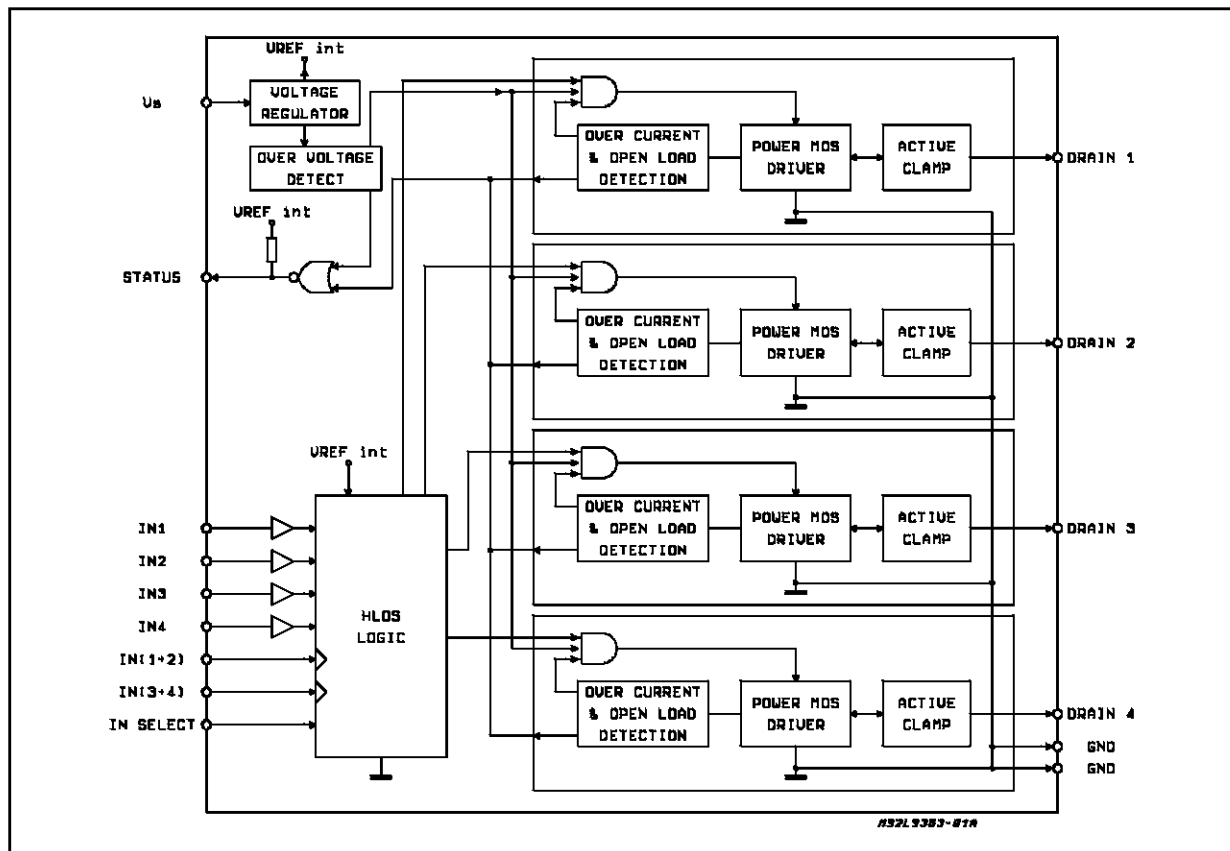 VREF int
Vs
VOLTAGE
REGULATOR
OVER VOLTAGE
DETECT
VREF int
STATUS
OVER CURRENT
& OPEN LOAD
DETECTION
POWER MOS
DRIVER
ACTIVE
CLAMP
DRAIN 1
OVER CURRENT
& OPEN LOAD
DETECTION
POWER MOS
DRIVER
ACTIVE
CLAMP
DRAIN 2
VREF int
IN1
IN2
IN3
IN4
IN(1+2)
IN(3+4)
IN SELECT
HLOS
LOGIC
OVER CURRENT
& OPEN LOAD
DETECTION
POWER MOS
DRIVER
ACTIVE
CLAMP
DRAIN 3
OVER CURRENT
& OPEN LOAD
DETECTION
POWER MOS
DRIVER
ACTIVE
CLAMP
DRAIN 4
GND
GND